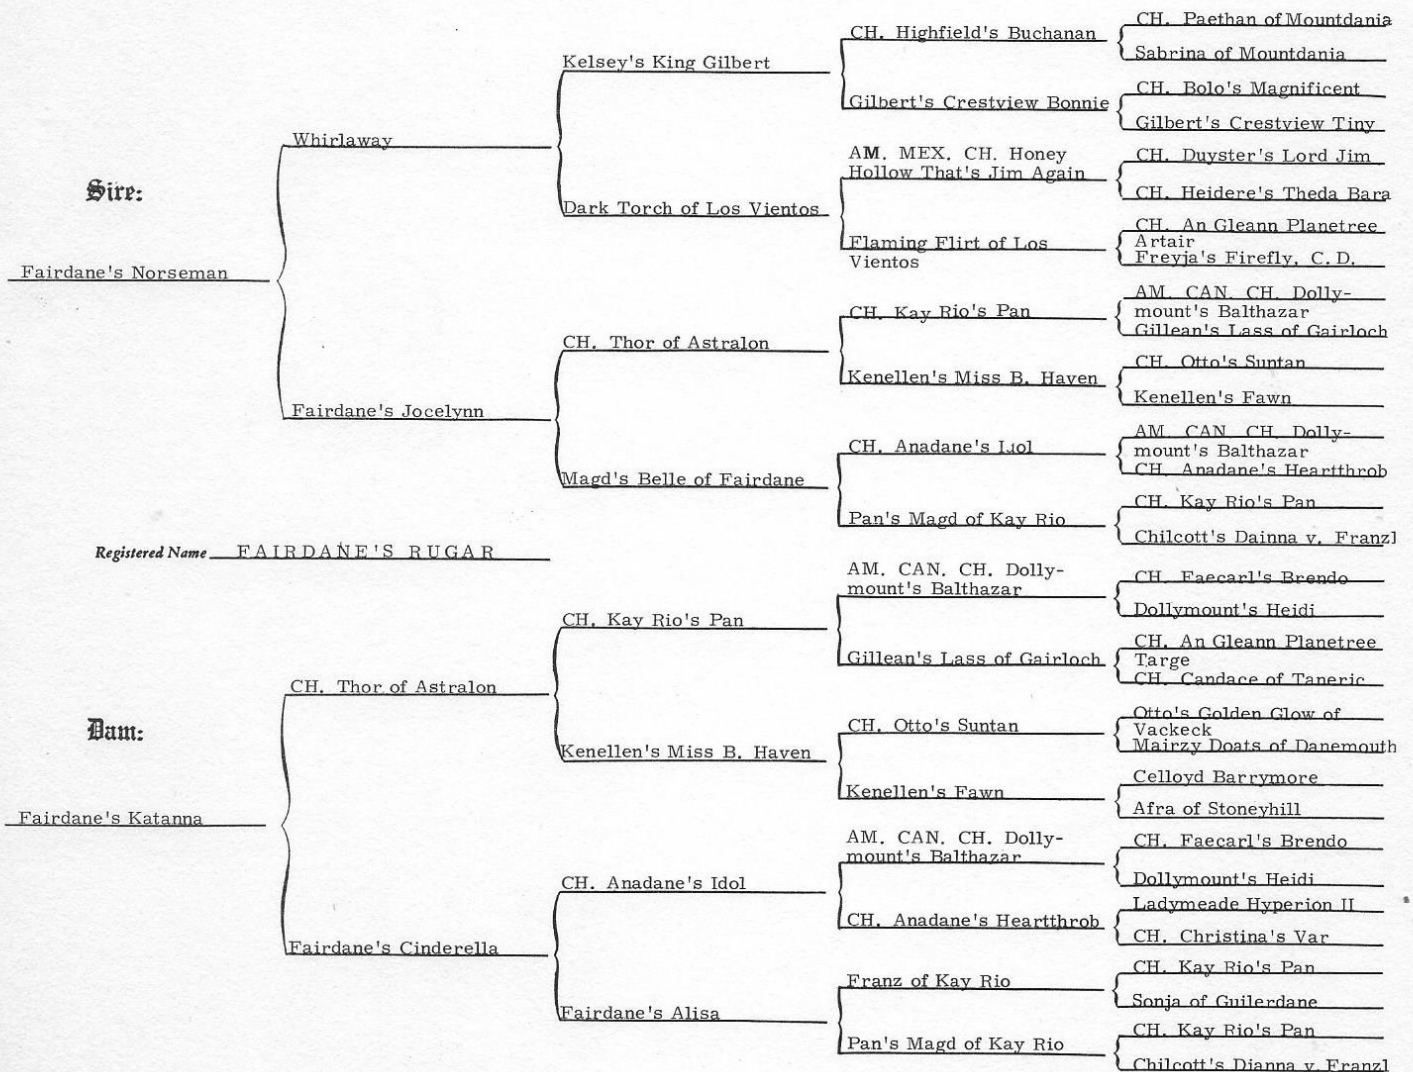 Sire:
Fairdane's Norseman
Whirlaway
Fairdane's Jocelynn
Kelsey's King Gilbert
Dark Torch of Los Vientos
CH. Thor of Astralon
Magd's Belle of Fairdane
CH. Highfield's Buchanan
Gilbert's Crestview Bonnie
AM. MEX. CH. Honey
Hollow That's Jim Again
Flaming Flirt of Los
Vientos
CH. Kay Rio's Pan
Kenellen's Miss B. Haven
CH. Anadane's Liol
Pan's Magd of Kay Rio
CH. Paethan of Mountdania
Sabrina of Mountdania
CH. Bolo's Magnificent
Gilbert's Crestview Tiny
CH. Duyster's Lord Jim
CH. Heidere's Theda Bara
CH. An Gleann Planetree
Artair
Freyja's Firefly, C.D.
AM. CAN. CH. Dolly-
mount's Balthazar
Gillean's Lass of Gairloch
CH. Otto's Suntan
Kenellen's Fawn
AM. CAN. CH. Dolly-
mount's Balthazar
CH. Anadane's Heartthrob
CH. Kay Rio's Pan
Chilcott's Dainna v. Franzl
Registered Name FAIRDANE'S RUGAR
Dam:
Fairdane's Katanna
CH. Thor of Astralon
Fairdane's Cinderella
CH. Kay Rio's Pan
Kenellen's Miss B. Haven
CH. Anadane's Idol
Fairdane's Alisa
AM. CAN. CH. Dolly-
mount's Balthazar
Gillean's Lass of Gairloch
CH. Otto's Suntan
Kenellen's Fawn
AM. CAN. CH. Dolly-
mount's Balthazar
CH. Anadane's Heartthrob
Franz of Kay Rio
Pan's Magd of Kay Rio
CH. Faecarl's Brendo
Dollymount's Heidi
CH. An Gleann Planetree
Targe
CH. Candace of Taneric
Otto's Golden Glow of
Vackeck
Mairzy Doats of Danemouth
Celloyd Barrymore
Afra of Stoneyhill
CH. Faecarl's Brendo
Dollymount's Heidi
Ladymeade Hyperion II
CH. Christina's Var
CH. Kay Rio's Pan
Sonja of Guilerdane
CH. Kay Rio's Pan
Chilcott's Dianna v. Franzl